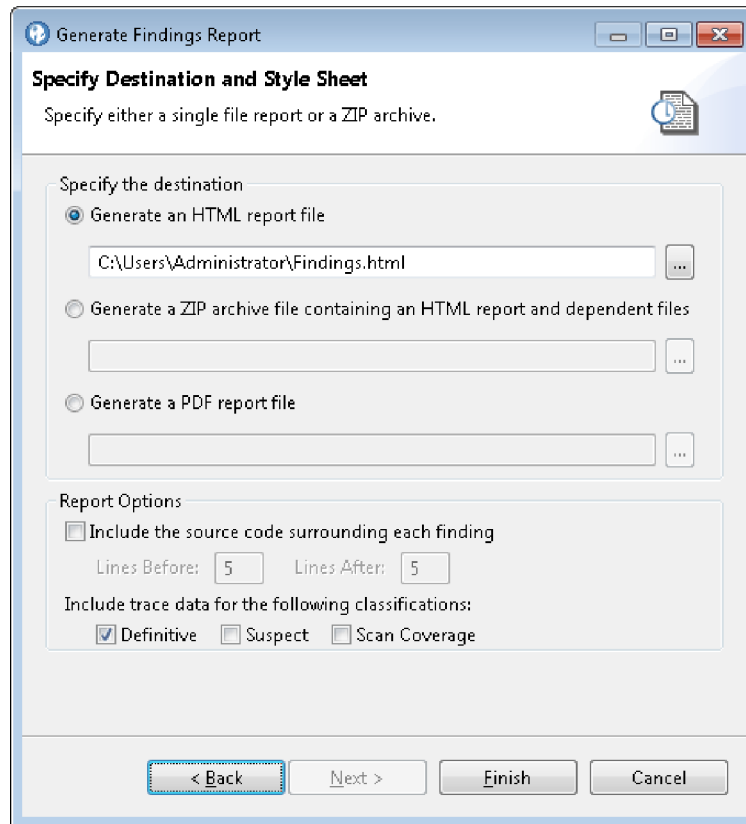 Generate Findings Report
Specify Destination and Style Sheet
Specify either a single file report or a ZIP archive.
Specify the destination
Generate an HTML report file
C:\Users\Administrator\Findings.html
...
Generate a ZIP archive file containing an HTML report and dependent files
...
Generate a PDF report file
...
Report Options
Include the source code surrounding each finding
Lines Before: 5 Lines After: 5
Include trace data for the following classifications:
Definitive Suspect Scan Coverage
< Back Next > Finish Cancel